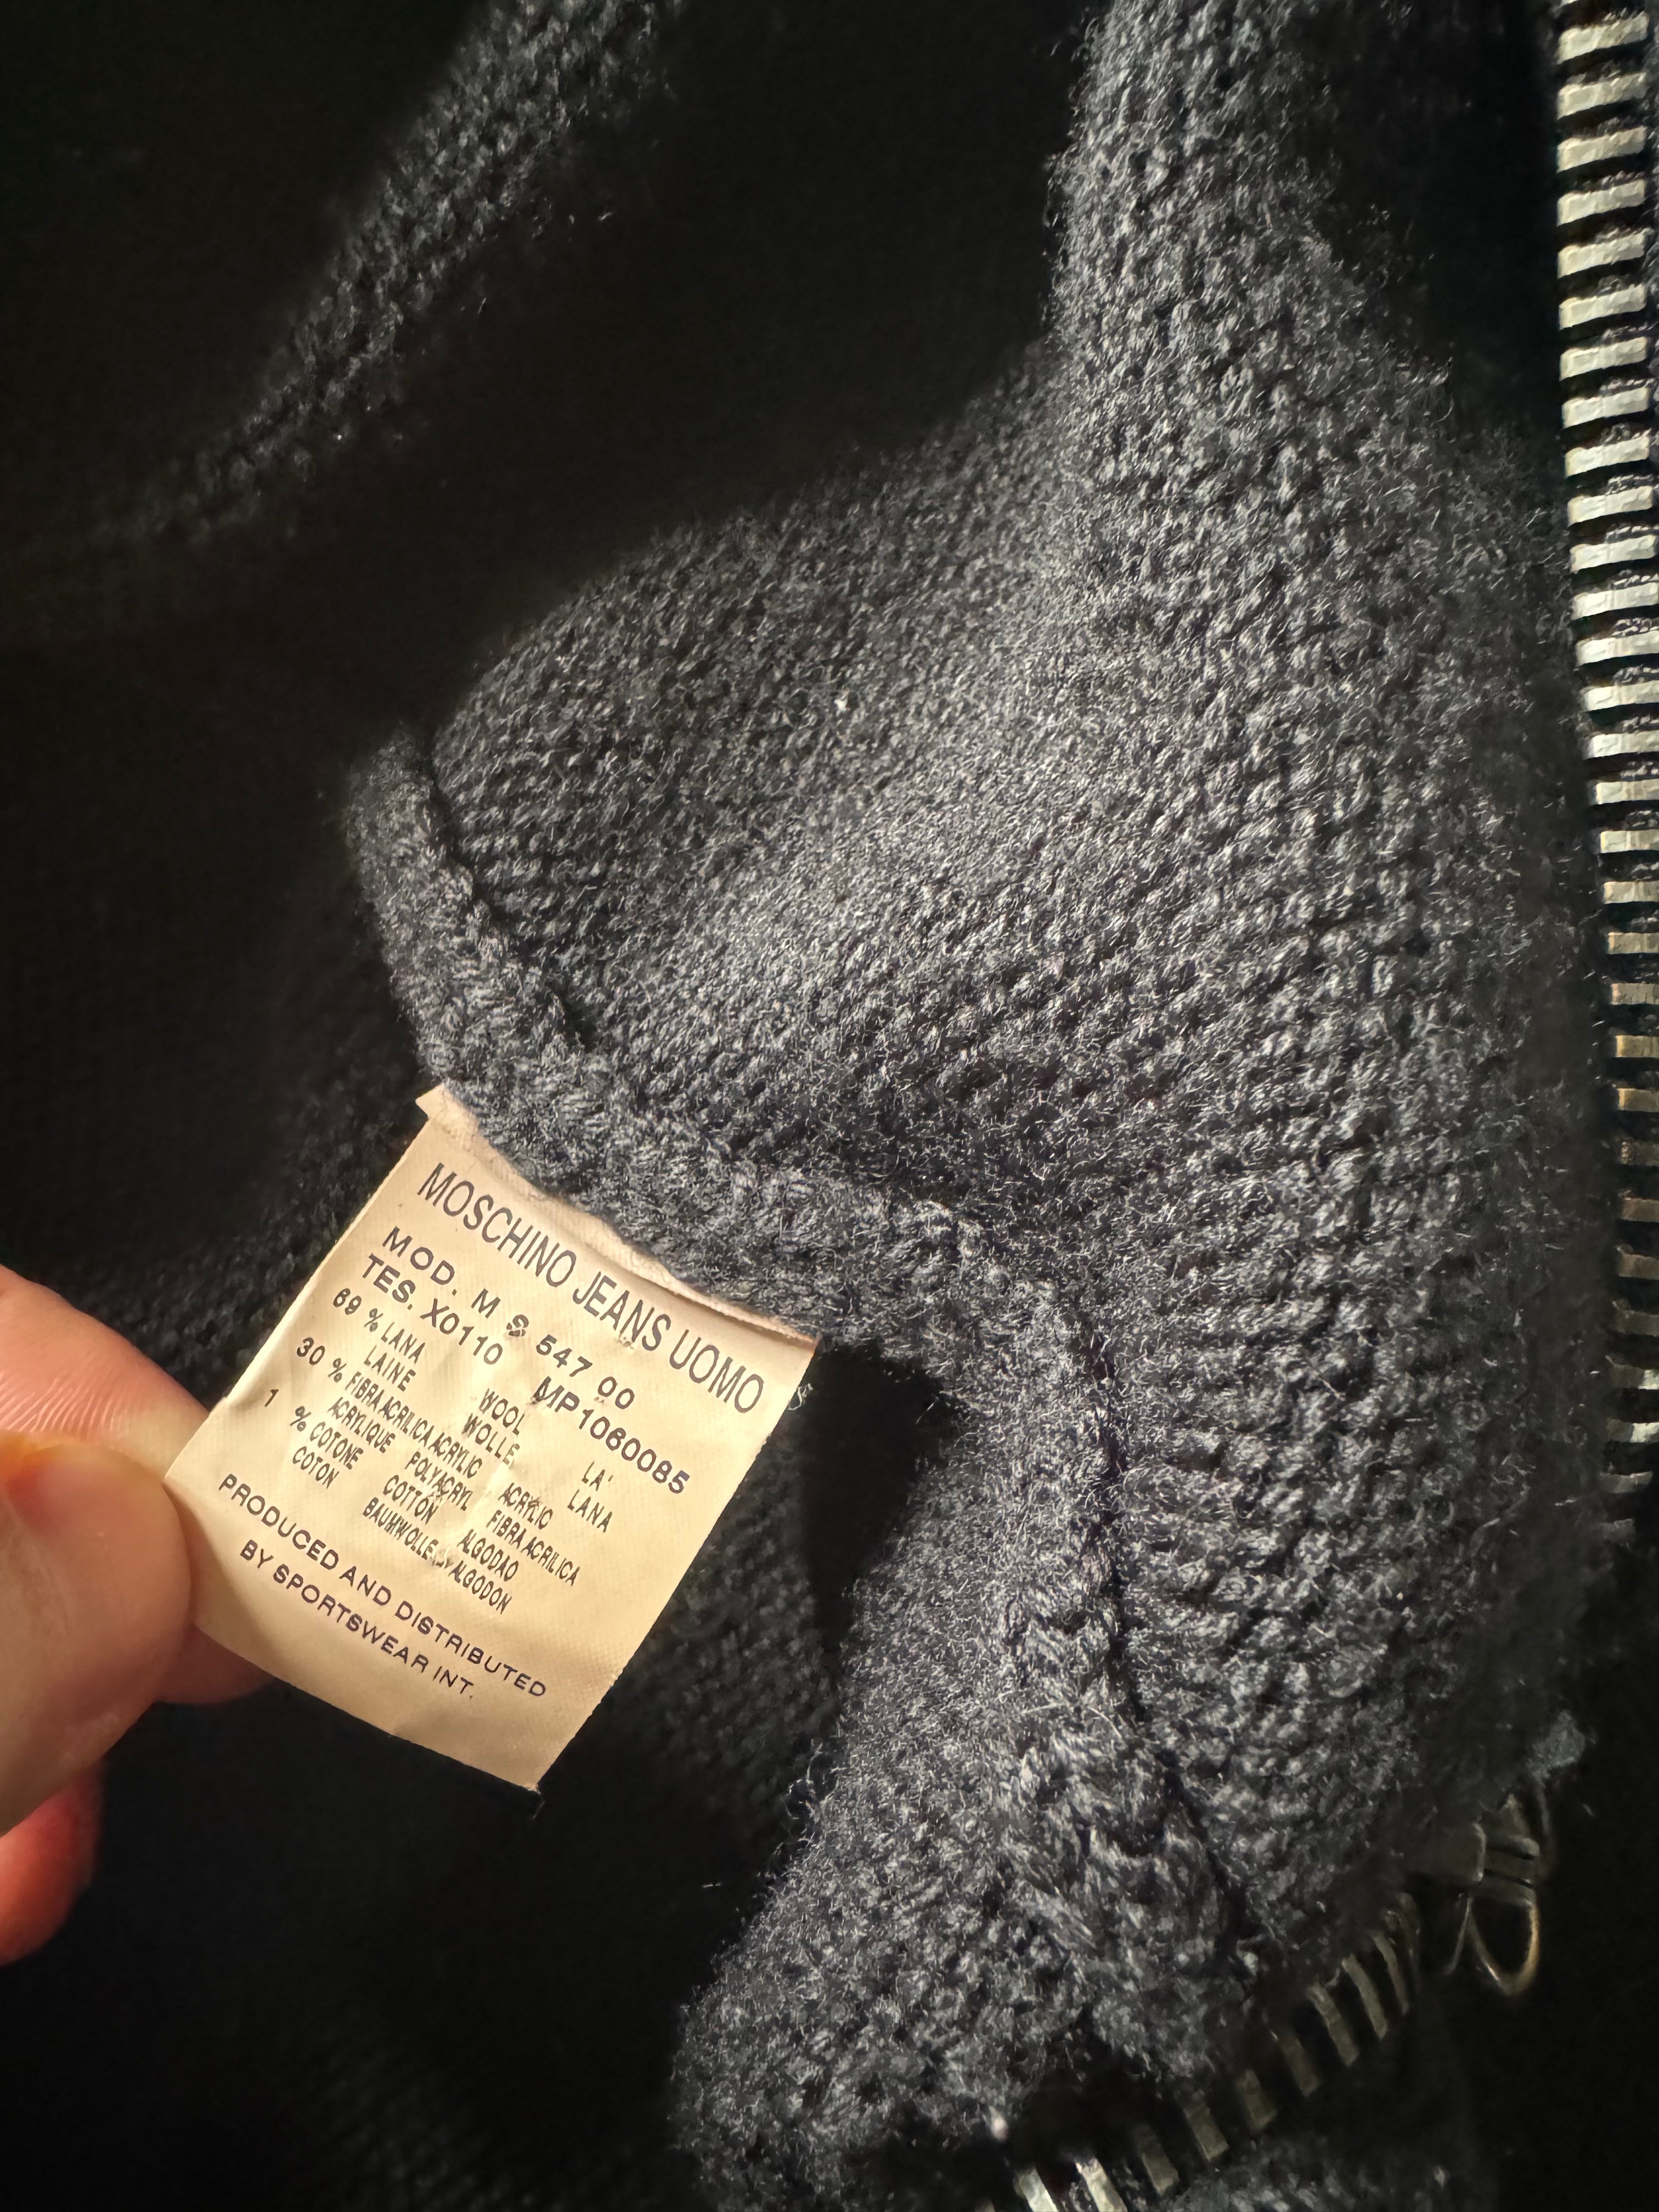 MOSCHINO JEANS UOMO
MOD. M S 547 00
TES. X0110 MP1060085
69 % LANA WOOL LA'
LAINE WOLLE LANA
30 % FIBRA ACRILICA ACRYLIC ACRYLIC
ACRYLIQUE POLYACRYL FIBRA ACRILICA
1 % COTONE COTTON ALGODAO
COTON BAUMWOLLE ALGODON
PRODUCED AND DISTRIBUTED
BY SPORTSWEAR INT.